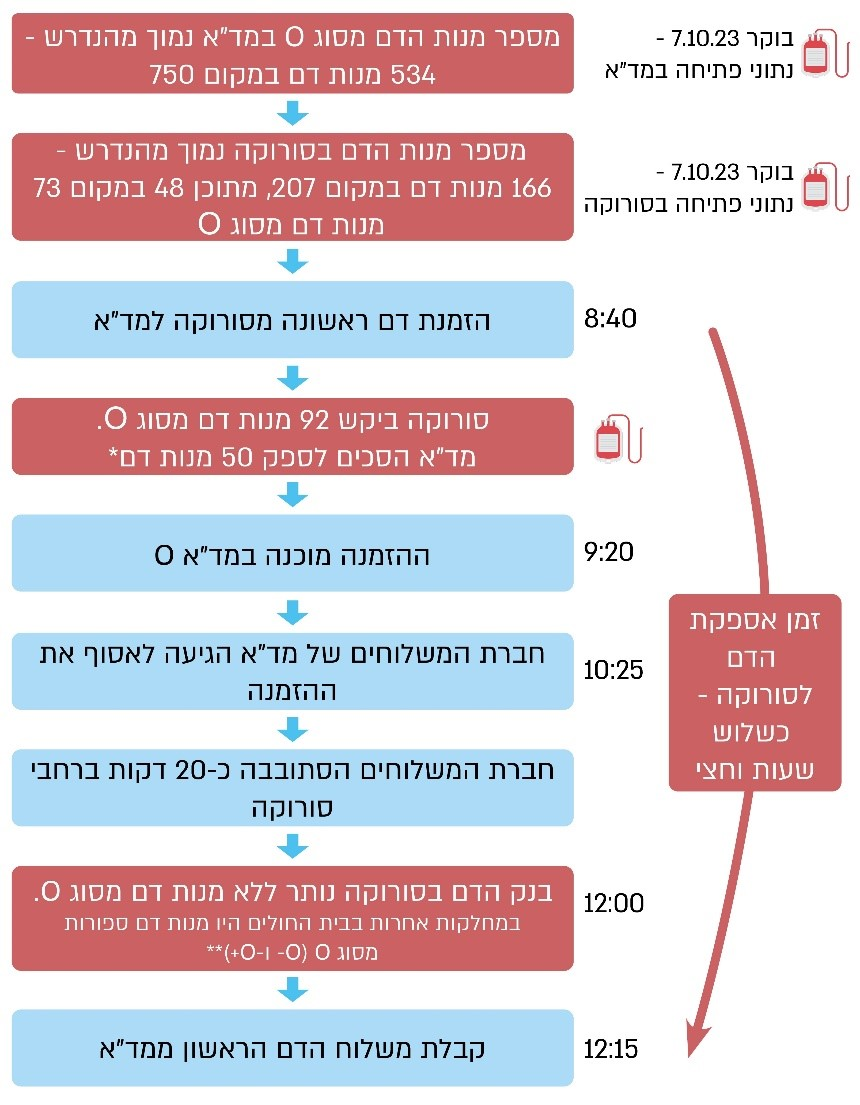 בוקר 7.10.23 -
נתוני פתיחה במד"א
מספר מנות הדם מסוג O במד"א נמוך מהנדרש -
534 מנות דם במקום 750
בוקר 7.10.23 -
נתוני פתיחה בסורוקה
מספר מנות הדם בסורוקה נמוך מהנדרש -
166 מנות דם במקום 207, מתוכן 48 במקום 73
מנות דם מסוג O
8:40
הזמנת דם ראשונה מסורוקה למד"א
סורוקה ביקש 92 מנות דם מסוג O.
מד"א הסכים לספק 50 מנות דם*
9:20
ההזמנה מוכנה במד"א O
10:25
חברת המשלוחים של מד"א הגיעה לאסוף את
ההזמנה
חברת המשלוחים הסתובבה כ-20 דקות ברחבי
סורוקה
12:00
בנק הדם בסורוקה נותר ללא מנות דם מסוג O.
במחלקות אחרות בבית החולים היו מנות דם ספורות
מסוג O (O- ו-O+)**
12:15
קבלת משלוח הדם הראשון ממד"א
זמן אספקת
הדם
לסורוקה -
כשלוש
שעות וחצי